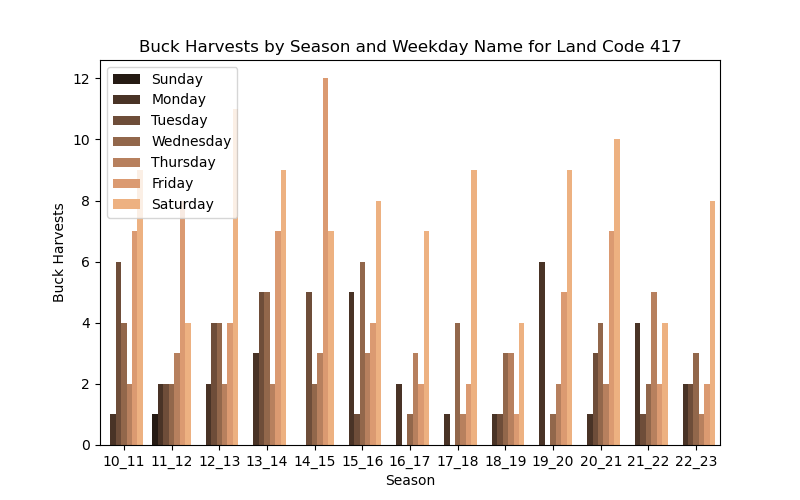 Buck Harvests by Season and Weekday Name for Land Code 417
12
10
8
6
4
2
0
Buck Harvests
Sunday
Monday
Tuesday
Wednesday
Thursday
Friday
Saturday
10_11 11_12 12_13 13_14 14_15 15_16 16_17 17_18 18_19 19_20 20_21 21_22 22_23
Season